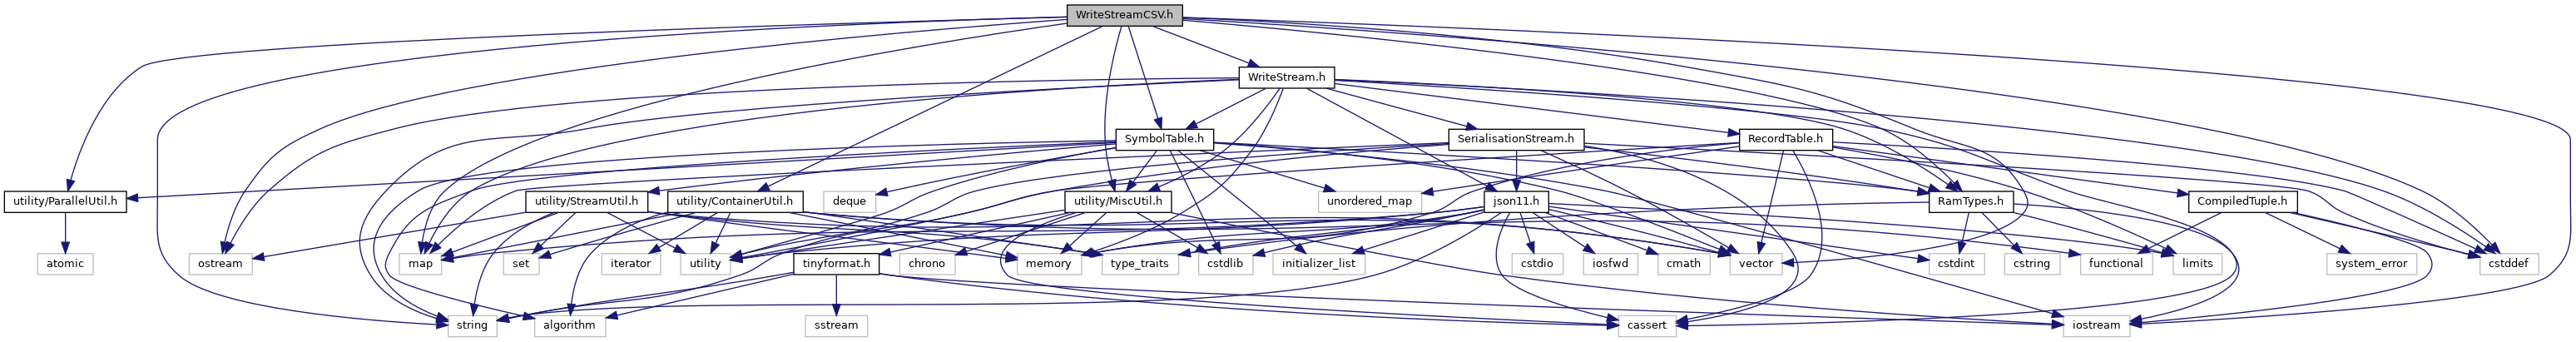 WriteStreamCSV.h
WriteStream.h
SymbolTable.h
SerialisationStream.h
RecordTable.h
utility/ParallelUtil.h
utility/StreamUtil.h
utility/ContainerUtil.h
deque
utility/MiscUtil.h
unordered_map
json11.h
RamTypes.h
CompiledTuple.h
atomic
ostream
map
set
iterator
utility
tinyformat.h
chrono
memory
type_traits
cstdlib
initializer_list
cstdio
iosfwd
cmath
vector
cstdint
cstring
functional
limits
system_error
cstddef
string
algorithm
sstream
cassert
iostream